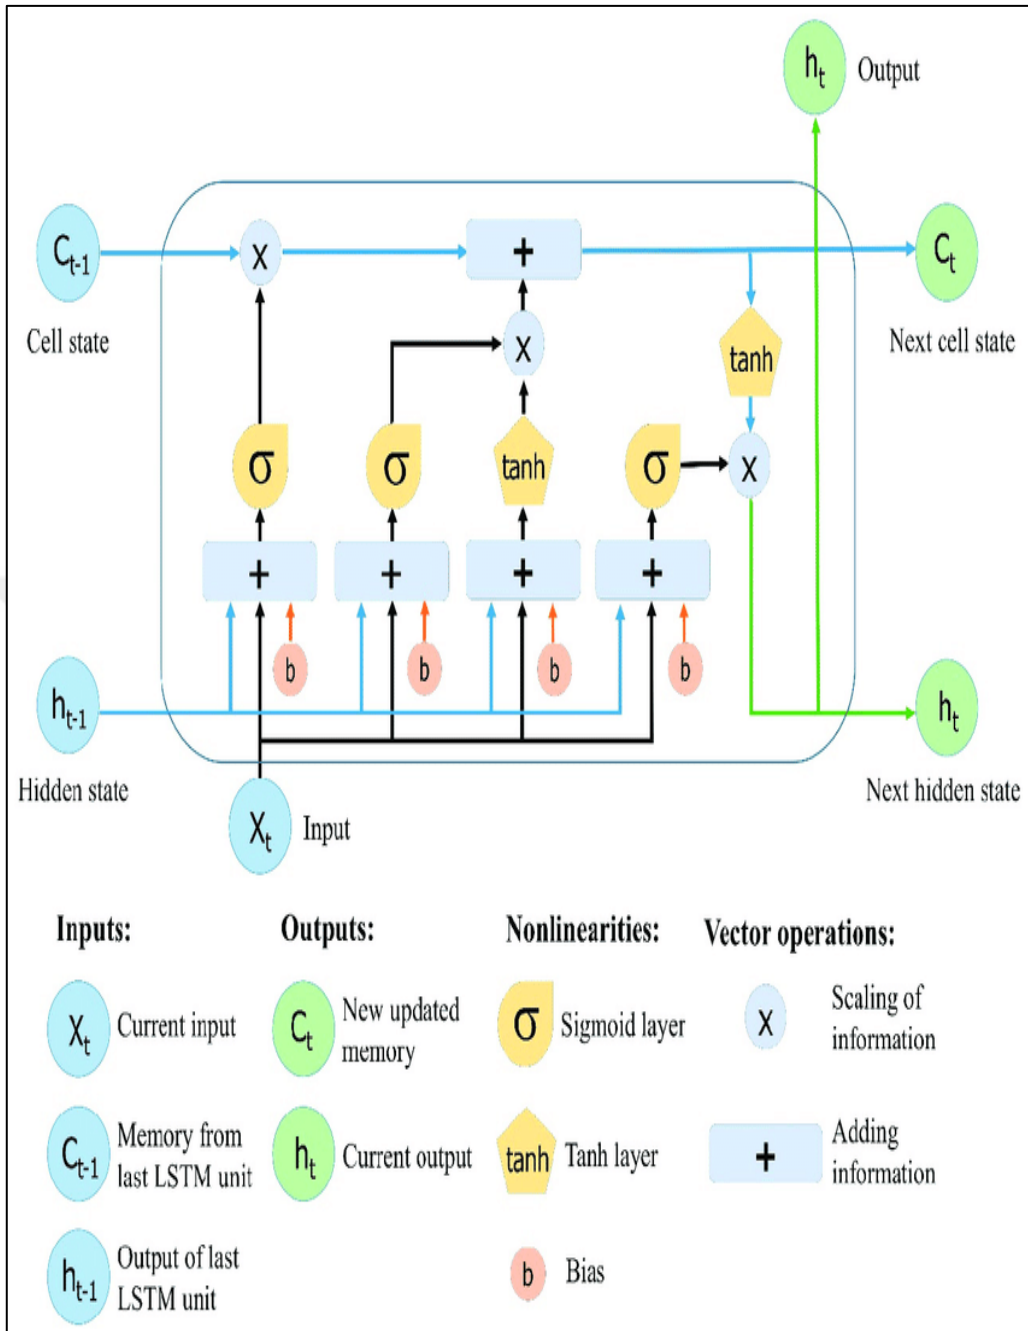 hₜ Output
Cₜ₋₁ x + Cₜ
Cell state x tanh Next cell state
σ σ tanh σ x
+ + + +
b b b b
hₜ₋₁ hₜ
Hidden state Next hidden state
Xₜ Input
Inputs: Outputs: Nonlinearities: Vector operations:
Xₜ Current input
Cₜ New updated
memory
σ Sigmoid layer
x Scaling of
information
Cₜ₋₁ Memory from
last LSTM unit
hₜ Current output
tanh Tanh layer
+ Adding
information
hₜ₋₁ Output of last
LSTM unit
b Bias